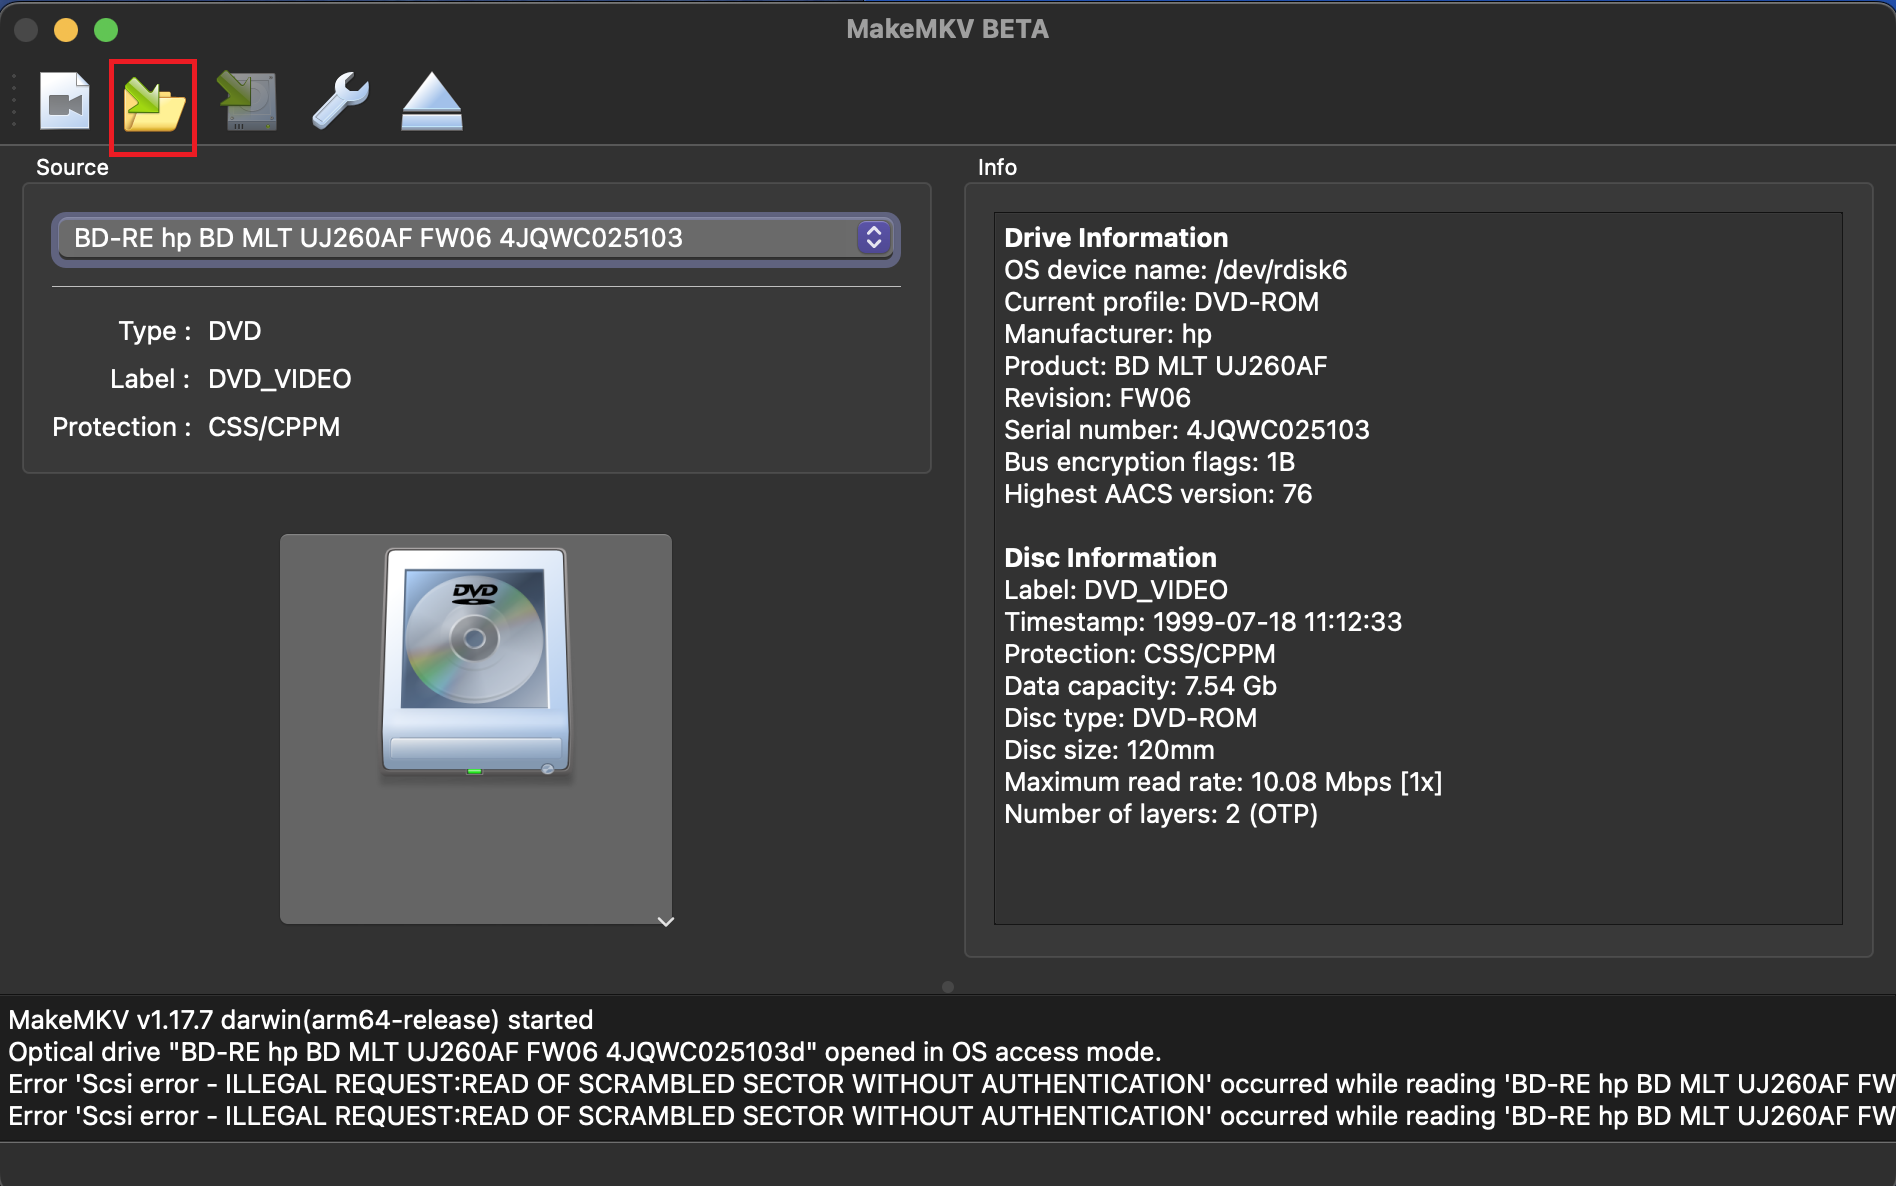 MakeMKV BETA
Source
BD-RE hp BD MLT UJ260AF FW06 4JQWC025103
Type : DVD
Label : DVD_VIDEO
Protection : CSS/CPPM
DVD
Info
Drive Information
OS device name: /dev/rdisk6
Current profile: DVD-ROM
Manufacturer: hp
Product: BD MLT UJ260AF
Revision: FW06
Serial number: 4JQWC025103
Bus encryption flags: 1B
Highest AACS version: 76
Disc Information
Label: DVD_VIDEO
Timestamp: 1999-07-18 11:12:33
Protection: CSS/CPPM
Data capacity: 7.54 Gb
Disc type: DVD-ROM
Disc size: 120mm
Maximum read rate: 10.08 Mbps [1x]
Number of layers: 2 (OTP)
MakeMKV v1.17.7 darwin(arm64-release) started
Optical drive "BD-RE hp BD MLT UJ260AF FW06 4JQWC025103d" opened in OS access mode.
Error 'Scsi error - ILLEGAL REQUEST:READ OF SCRAMBLED SECTOR WITHOUT AUTHENTICATION' occurred while reading 'BD-RE hp BD MLT UJ260AF FW
Error 'Scsi error - ILLEGAL REQUEST:READ OF SCRAMBLED SECTOR WITHOUT AUTHENTICATION' occurred while reading 'BD-RE hp BD MLT UJ260AF FW